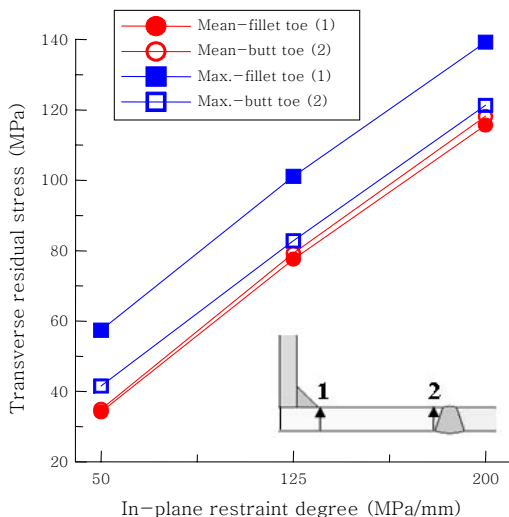 Mean-fillet toe (1)
Mean-butt toe (2)
Max.-fillet toe (1)
Max.-butt toe (2)
Transverse residual stress (MPa)
140
120
100
80
60
40
20
1
2
50
125
200
In-plane restraint degree (MPa/mm)